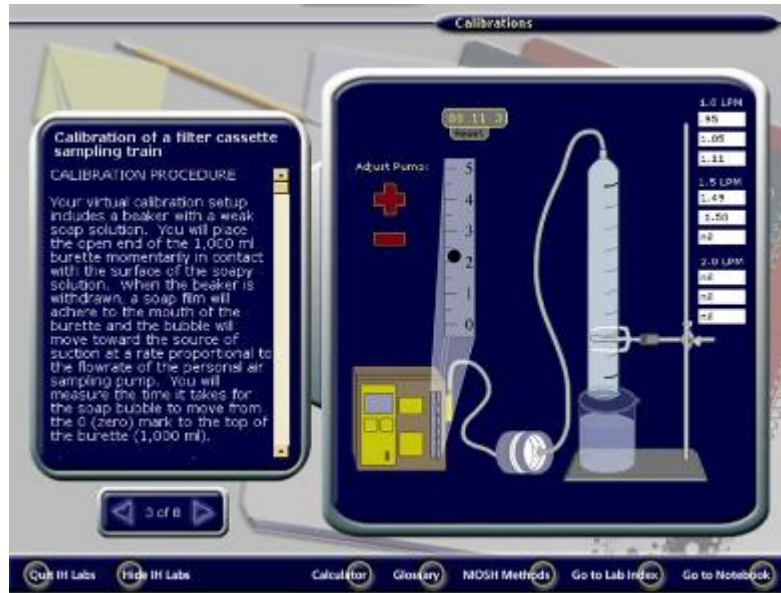 Calibrations
Calibration of a filter cassette
sampling train
CALIBRATION PROCEDURE
Your virtual calibration setup
includes a beaker with a weak
soap solution. You will place
the open end of the 1,000 ml
burette momentarily in contact
with the surface of the soapy
solution. When the beaker is
withdrawn, a soap film will
adhere to the mouth of the
burette and the bubble will
move toward the source of
suction at a rate proportional to
the flowrate of the personal air
sampling pump. You will
measure the time it takes for
the soap bubble to move from
the 0 (zero) mark to the top of
the burette (1,000 ml).
3 of 8
Reset
Adjust Pump:
5
4
3
2
1
0
1.0 LPM
.95
1.05
1.11
1.5 LPM
1.49
1.50
n2
2.0 LPM
n2
n2
n2
Quit IH Labs
Hide IH Labs
Calculator
Glossary
NIOSH Methods
Go to Lab Index
Go to Notebook